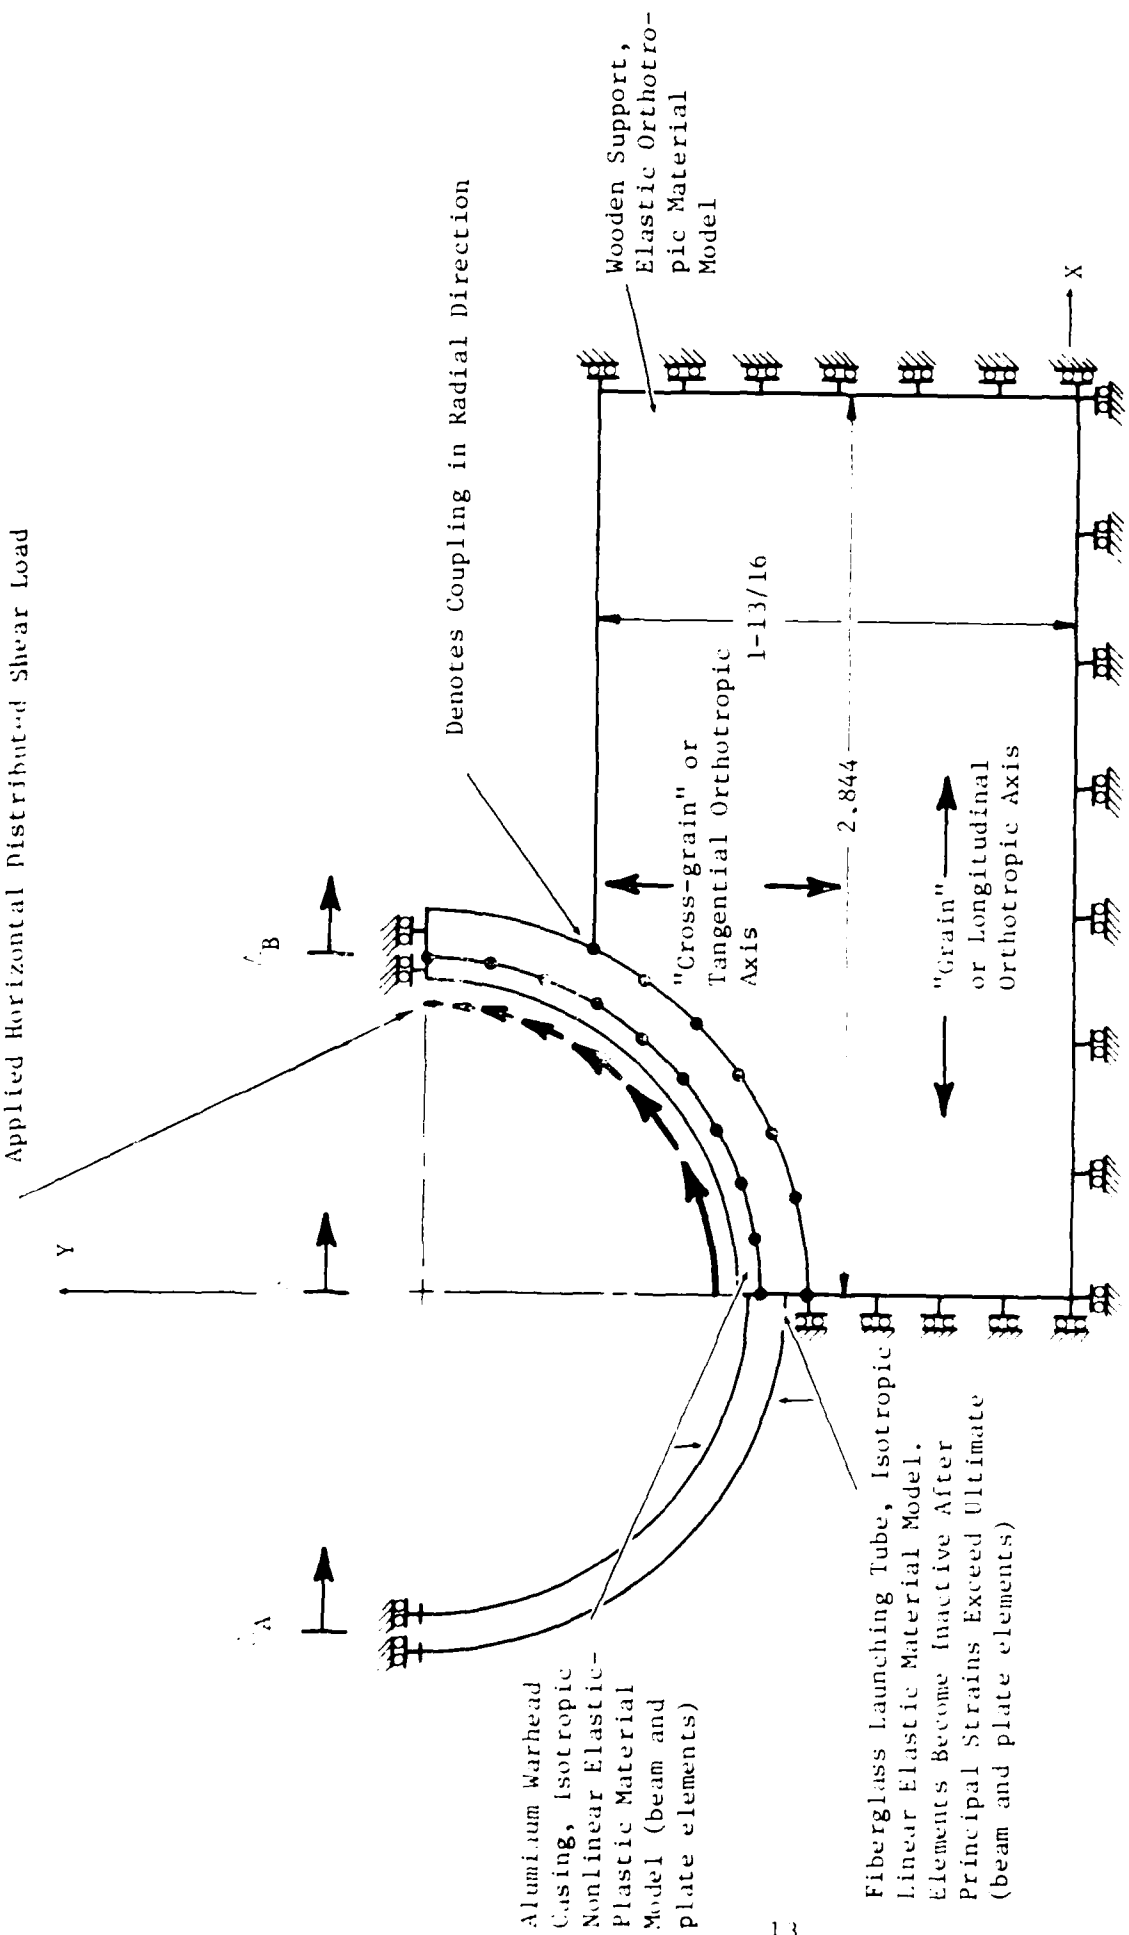 Applied Horizontal Distributed Shear Load
Y
A
B
Denotes Coupling in Radial Direction
Wooden Support,
Elastic Orthotro-
pic Material
Model
"Cross-grain" or
Tangential Orthotropic
Axis
1-13/16
2.844
"Grain"
or Longitudinal
Orthotropic Axis
X
Aluminum Warhead
Casing, Isotropic
Nonlinear Elastic-
Plastic Material
Model (beam and
plate elements)
Fiberglass Launching Tube, Isotropic
Linear Elastic Material Model.
Elements Become Inactive After
Principal Strains Exceed Ultimate
(beam and plate elements)
13